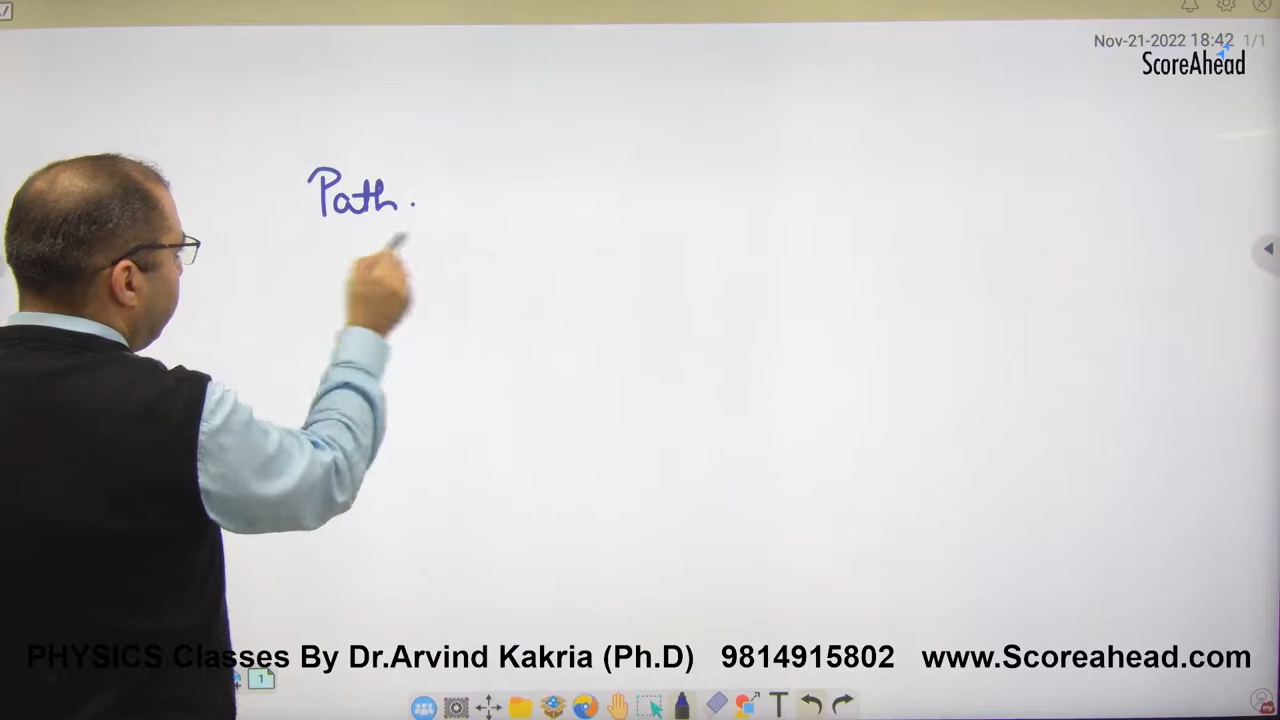 Nov-21-2022 18:42 1/1
ScoreAhead
Path.
PHYSICS Classes By Dr.Arvind Kakria (Ph.D) 9814915802 www.Scoreahead.com
1
T